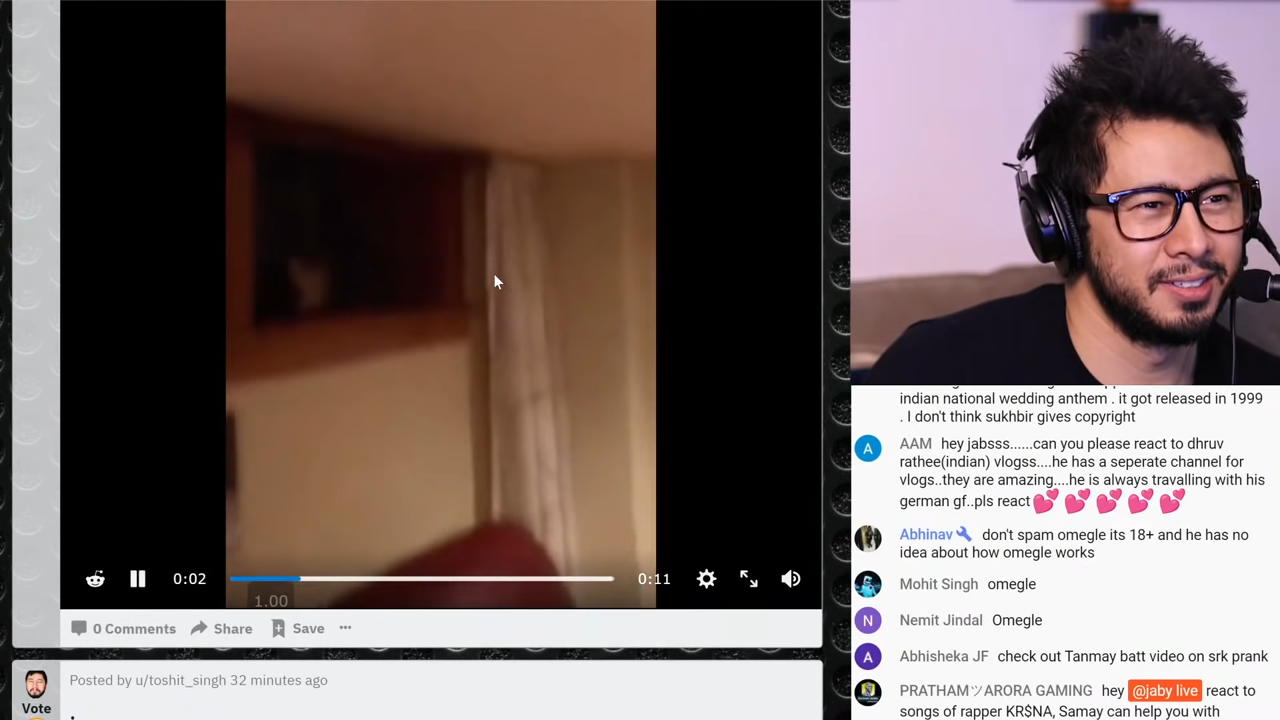 0:02
0:11
1.00
0 Comments
Share
Save
Posted by u/toshit_singh 32 minutes ago
Vote
indian national wedding anthem . it got released in 1999
. I don't think sukhbir gives copyright
A
AAM hey jabsss......can you please react to dhruv
rathee(indian) vlogss....he has a seperate channel for
vlogs..they are amazing....he is always travalling with his
german gf..pls react💕 💕 💕 💕 💕
Abhinav🔧 don't spam omegle its 18+ and he has no
idea about how omegle works
Mohit Singh omegle
N
Nemit Jindal Omegle
A
Abhisheka JF check out Tanmay batt video on srk prank
PRATHAMツARORA GAMING hey @jaby live react to
songs of rapper KR$NA, Samay can help you with